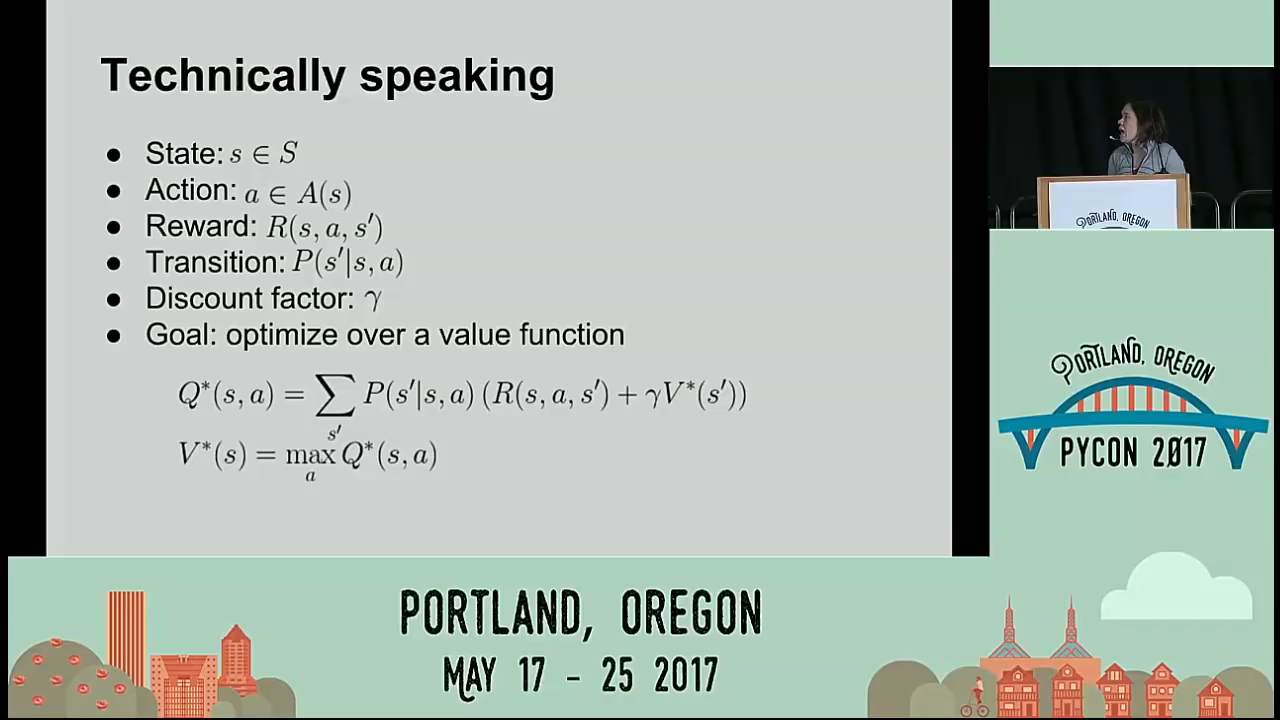 Technically speaking
● State: s ∈ S
● Action: a ∈ A(s)
● Reward: R(s, a, s′)
● Transition: P(s′|s, a)
● Discount factor: γ
● Goal: optimize over a value function
Q*(s, a) = ∑s′ P(s′|s, a) (R(s, a, s′) + γV*(s′))
V*(s) = maxa Q*(s, a)
PORTLAND, OREGON
PORTLAND, OREGON
PYCON 2017
PORTLAND, OREGON
MAY 17 - 25 2017